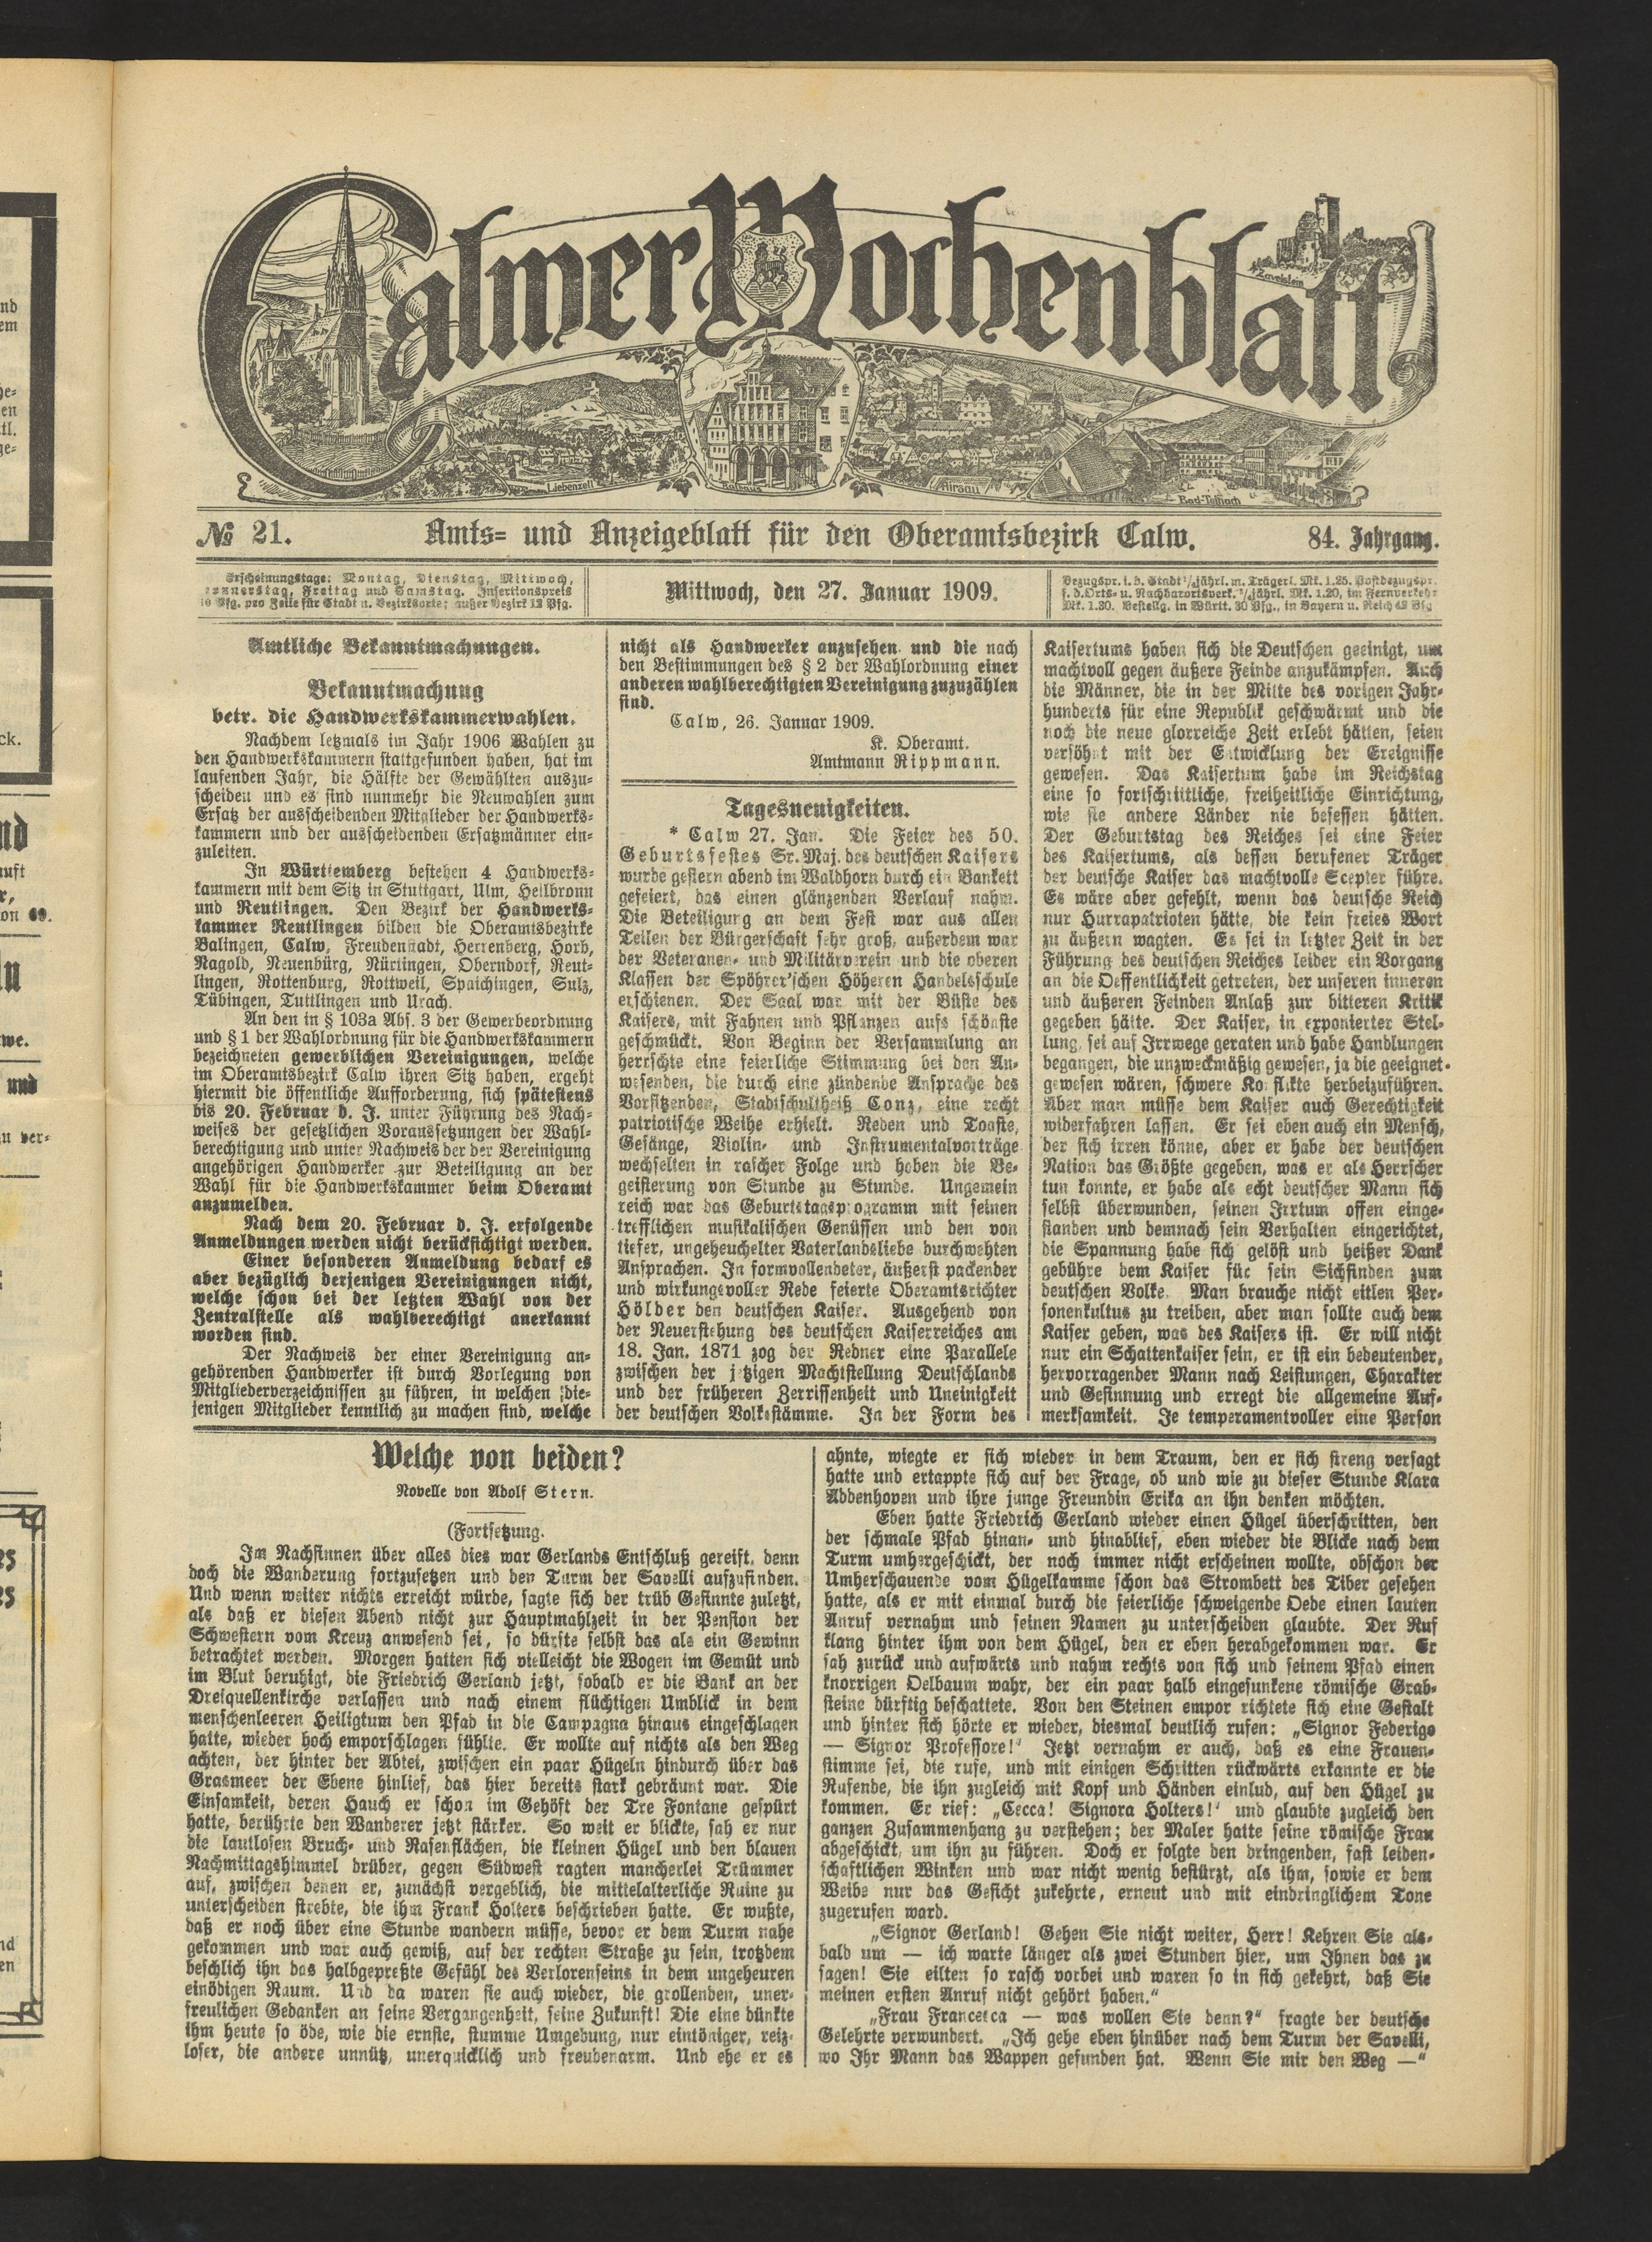 Calwer Wochenblatt
Zavelstein
Liebenzell
Rathaus
Hirsau
Bad-Teinach
№ 21.
Amts- und Anzeigeblatt für den Oberamtsbezirk Calw.
84. Jahrgang.
Erscheinungstage: Montag, Dienstag, Mittwoch,
Donnerstag, Freitag und Samstag. Insertionspreis
10 Pfg. pro Zeile für Stadt u. Bezirksorte; außer Bezirk 12 Pfg.
Mittwoch, den 27. Januar 1909.
Bezugspr. i. d. Stadt ¼jährl. m. Trägerl. Mk. 1.25. Postbezugspr.
f. d. Orts- u. Nachbarortsverk. ¼jährl. Mk. 1.20, im Fernverkehr
Mk. 1.30. Bestellg. in Württ. 30 Pfg., in Bayern u. Reich 42 Pfg
Amtliche Bekanntmachungen.
Bekanntmachung
betr. die Handwerkskammerwahlen.
Nachdem letzmals im Jahr 1906 Wahlen zu
den Handwerkskammern stattgefunden haben, hat im
laufenden Jahr, die Hälfte der Gewählten auszu-
scheiden und es sind nunmehr die Neuwahlen zum
Ersatz der ausscheidenden Mitglieder der Handwerks-
kammern und der ausscheidenden Ersatzmänner ein-
zuleiten.
In Württemberg bestehen 4 Handwerks-
kammern mit dem Sitz in Stuttgart, Ulm, Heilbronn
und Reutlingen. Den Bezirk der Handwerks-
kammer Reutlingen bilden die Oberamtsbezirke
Balingen, Calw, Freudenstadt, Herrenberg, Horb,
Nagold, Neuenbürg, Nürtingen, Oberndorf, Reut-
lingen, Rottenburg, Rottweil, Spaichingen, Sulz,
Tübingen, Tuttlingen und Urach.
An den in § 103a Abs. 3 der Gewerbeordnung
und § 1 der Wahlordnung für die Handwerkskammern
bezeichneten gewerblichen Vereinigungen, welche
im Oberamtsbezirk Calw ihren Sitz haben, ergeht
hiermit die öffentliche Aufforderung, sich spätestens
bis 20. Februar d. J. unter Führung des Nach-
weises der gesetzlichen Voraussetzungen der Wahl-
berechtigung und unter Nachweis der der Vereinigung
angehörigen Handwerker zur Beteiligung an der
Wahl für die Handwerkskammer beim Oberamt
anzumelden.
Nach dem 20. Februar d. J. erfolgende
Anmeldungen werden nicht berücksichtigt werden.
Einer besonderen Anmeldung bedarf es
aber bezüglich derjenigen Vereinigungen nicht,
welche schon bei der letzten Wahl von der
Zentralstelle als wahlberechtigt anerkannt
worden sind.
Der Nachweis der einer Vereinigung an-
gehörenden Handwerker ist durch Vorlegung von
Mitgliederverzeichnissen zu führen, in welchen die-
jenigen Mitglieder kenntlich zu machen sind, welche
nicht als Handwerker anzusehen und die nach
den Bestimmungen des § 2 der Wahlordnung einer
anderen wahlberechtigten Vereinigung zuzuzählen
sind.
Calw, 26. Januar 1909.
K. Oberamt.
Amtmann Rippmann.
Tagesneuigkeiten.
* Calw 27. Jan. Die Feier des 50.
Geburtsfestes Sr. Maj. des deutschen Kaisers
wurde gestern abend im Waldhorn durch ein Bankett
gefeiert, das einen glänzenden Verlauf nahm.
Die Beteiligung an dem Fest war aus allen
Teilen der Bürgerschaft sehr groß, außerdem war
der Veteranen- und Militärverein und die oberen
Klassen der Spöhrer'schen Höheren Handelsschule
erschienen. Der Saal war mit der Büste des
Kaisers, mit Fahnen und Pflanzen aufs schönste
geschmückt. Von Beginn der Versammlung an
herrschte eine feierliche Stimmung bei den An-
wesenden, die durch eine zündende Ansprache des
Vorsitzenden, Stadtschultheiß Conz, eine recht
patriotische Weihe erhielt. Reden und Toaste,
Gesänge, Violin- und Instrumentalvorträge
wechselten in rascher Folge und hoben die Be-
geisterung von Stunde zu Stunde. Ungemein
reich war das Geburtstagsprogramm mit seinen
trefflichen musikalischen Genüssen und den von
tiefer, ungeheuchelter Vaterlandsliebe durchwehten
Ansprachen. In formvollendeter, äußerst packender
und wirkungsvoller Rede feierte Oberamtsrichter
Hölder den deutschen Kaiser. Ausgehend von
der Neuerstehung des deutschen Kaiserreiches am
18. Jan. 1871 zog der Redner eine Parallele
zwischen der jetzigen Machtstellung Deutschlands
und der früheren Zerrissenheit und Uneinigkeit
der deutschen Volksstämme. In der Form des
Kaisertums haben sich die Deutschen geeinigt, um
machtvoll gegen äußere Feinde anzukämpfen. Auch
die Männer, die in der Mitte des vorigen Jahr-
hunderts für eine Republik geschwärmt und die
noch die neue glorreiche Zeit erlebt hätten, seien
versöhnt mit der Entwicklung der Ereignisse
gewesen. Das Kaisertum habe im Reichstag
eine so fortschrittliche, freiheitliche Einrichtung,
wie sie andere Länder nie besessen hätten.
Der Geburtstag des Reiches sei eine Feier
des Kaisertums, als dessen berufener Träger
der deutsche Kaiser das machtvolle Scepter führe.
Es wäre aber gefehlt, wenn das deutsche Reich
nur Hurrapatrioten hätte, die kein freies Wort
zu äußern wagten. Es sei in letzter Zeit in der
Führung des deutschen Reiches leider ein Vorgang
an die Oeffentlichkeit getreten, der unseren inneren
und äußeren Feinden Anlaß zur bitteren Kritik
gegeben hätte. Der Kaiser, in exponierter Stel-
lung, sei auf Irrwege geraten und habe Handlungen
begangen, die unzweckmäßig gewesen, ja die geeignet
gewesen wären, schwere Konflikte herbeizuführen.
Aber man müsse dem Kaiser auch Gerechtigkeit
widerfahren lassen. Er sei eben auch ein Mensch,
der sich irren könne, aber er habe der deutschen
Nation das Größte gegeben, was er als Herrscher
tun konnte, er habe als echt deutscher Mann sich
selbst überwunden, seinen Irrtum offen einge-
standen und demnach sein Verhalten eingerichtet,
die Spannung habe sich gelöst und heißer Dank
gebühre dem Kaiser für sein Sichfinden zum
deutschen Volke. Man brauche nicht eitlen Per-
sonenkultus zu treiben, aber man sollte auch dem
Kaiser geben, was des Kaisers ist. Er will nicht
nur ein Schattenkaiser sein, er ist ein bedeutender,
hervorragender Mann nach Leistungen, Charakter
und Gesinnung und erregt die allgemeine Auf-
merksamkeit. Je temperamentvoller eine Person
Welche von beiden?
Novelle von Adolf Stern.
(Fortsetzung.
Im Nachsinnen über alles dies war Gerlands Entschluß gereift, denn
doch die Wanderung fortzusetzen und den Turm der Savelli aufzufinden.
Und wenn weiter nichts erreicht würde, sagte sich der trüb Gesinnte zuletzt,
als daß er diesen Abend nicht zur Hauptmahlzeit in der Pension der
Schwestern vom Kreuz anwesend sei, so dürfte selbst das als ein Gewinn
betrachtet werden. Morgen hatten sich vielleicht die Wogen im Gemüt und
im Blut beruhigt, die Friedrich Gerland jetzt, sobald er die Bank an der
Dreiquellenkirche verlassen und nach einem flüchtigen Umblick in dem
menschenleeren Heiligtum den Pfad in die Campagna hinaus eingeschlagen
hatte, wieder hoch emporschlagen fühlte. Er wollte auf nichts als den Weg
achten, der hinter der Abtei, zwischen ein paar Hügeln hindurch über das
Grasmeer der Ebene hinlief, das hier bereits stark gebräunt war. Die
Einsamkeit, deren Hauch er schon im Gehöft der Tre Fontane gespürt
hatte, berührte den Wanderer jetzt stärker. So weit er blickte, sah er nur
die lautlosen Bruch- und Rasenflächen, die kleinen Hügel und den blauen
Nachmittagshimmel drüber, gegen Südwest ragten mancherlei Trümmer
auf, zwischen denen er, zunächst vergeblich, die mittelalterliche Ruine zu
unterscheiden strebte, die ihm Frank Holters beschrieben hatte. Er wußte,
daß er noch über eine Stunde wandern müsse, bevor er dem Turm nahe
gekommen und war auch gewiß, auf der rechten Straße zu sein, trotzdem
beschlich ihn das halbgepreßte Gefühl des Verlorenseins in dem ungeheuren
einödigen Raum. Und da waren sie auch wieder, die grollenden, uner-
freulichen Gedanken an seine Vergangenheit, seine Zukunft! Die eine dünkte
ihm heute so öde, wie die ernste, stumme Umgebung, nur eintöniger, reiz-
loser, die andere unnütz, unerquicklich und freudenarm. Und ehe er es
ahnte, wiegte er sich wieder in dem Traum, den er sich streng versagt
hatte und ertappte sich auf der Frage, ob und wie zu dieser Stunde Klara
Addenhoven und ihre junge Freundin Erika an ihn denken möchten.
Eben hatte Friedrich Gerland wieder einen Hügel überschritten, den
der schmale Pfad hinan- und hinablief, eben wieder die Blicke nach dem
Turm umhergeschickt, der noch immer nicht erscheinen wollte, obschon der
Umherschauende vom Hügelkamme schon das Strombett des Tiber gesehen
hatte, als er mit einmal durch die feierliche schweigende Oede einen lauten
Anruf vernahm und seinen Namen zu unterscheiden glaubte. Der Ruf
klang hinter ihm von dem Hügel, den er eben herabgekommen war. Er
sah zurück und aufwärts und nahm rechts von sich und seinem Pfad einen
knorrigen Oelbaum wahr, der ein paar halb eingesunkene römische Grab-
steine dürftig beschattete. Von den Steinen empor richtete sich eine Gestalt
und hinter sich hörte er wieder, diesmal deutlich rufen: „Signor Federigo
— Signor Professore!" Jetzt vernahm er auch, daß es eine Frauen-
stimme sei, die rufe, und mit einigen Schritten rückwärts erkannte er die
Rufende, die ihn zugleich mit Kopf und Händen einlud, auf den Hügel zu
kommen. Er rief: „Cecca! Signora Holters!" und glaubte zugleich den
ganzen Zusammenhang zu verstehen; der Maler hatte seine römische Frau
abgeschickt, um ihn zu führen. Doch er folgte den dringenden, fast leiden-
schaftlichen Winken und war nicht wenig bestürzt, als ihm, sowie er dem
Weibe nur das Gesicht zukehrte, erneut und mit eindringlichem Tone
zugerufen ward.
„Signor Gerland! Gehen Sie nicht weiter, Herr! Kehren Sie als-
bald um — ich warte länger als zwei Stunden hier, um Ihnen das zu
sagen! Sie eilten so rasch vorbei und waren so in sich gekehrt, daß Sie
meinen ersten Anruf nicht gehört haben."
„Frau Francesca — was wollen Sie denn?" fragte der deutsche
Gelehrte verwundert. „Ich gehe eben hinüber nach dem Turm der Savelli,
wo Ihr Mann das Wappen gefunden hat. Wenn Sie mir den Weg —"